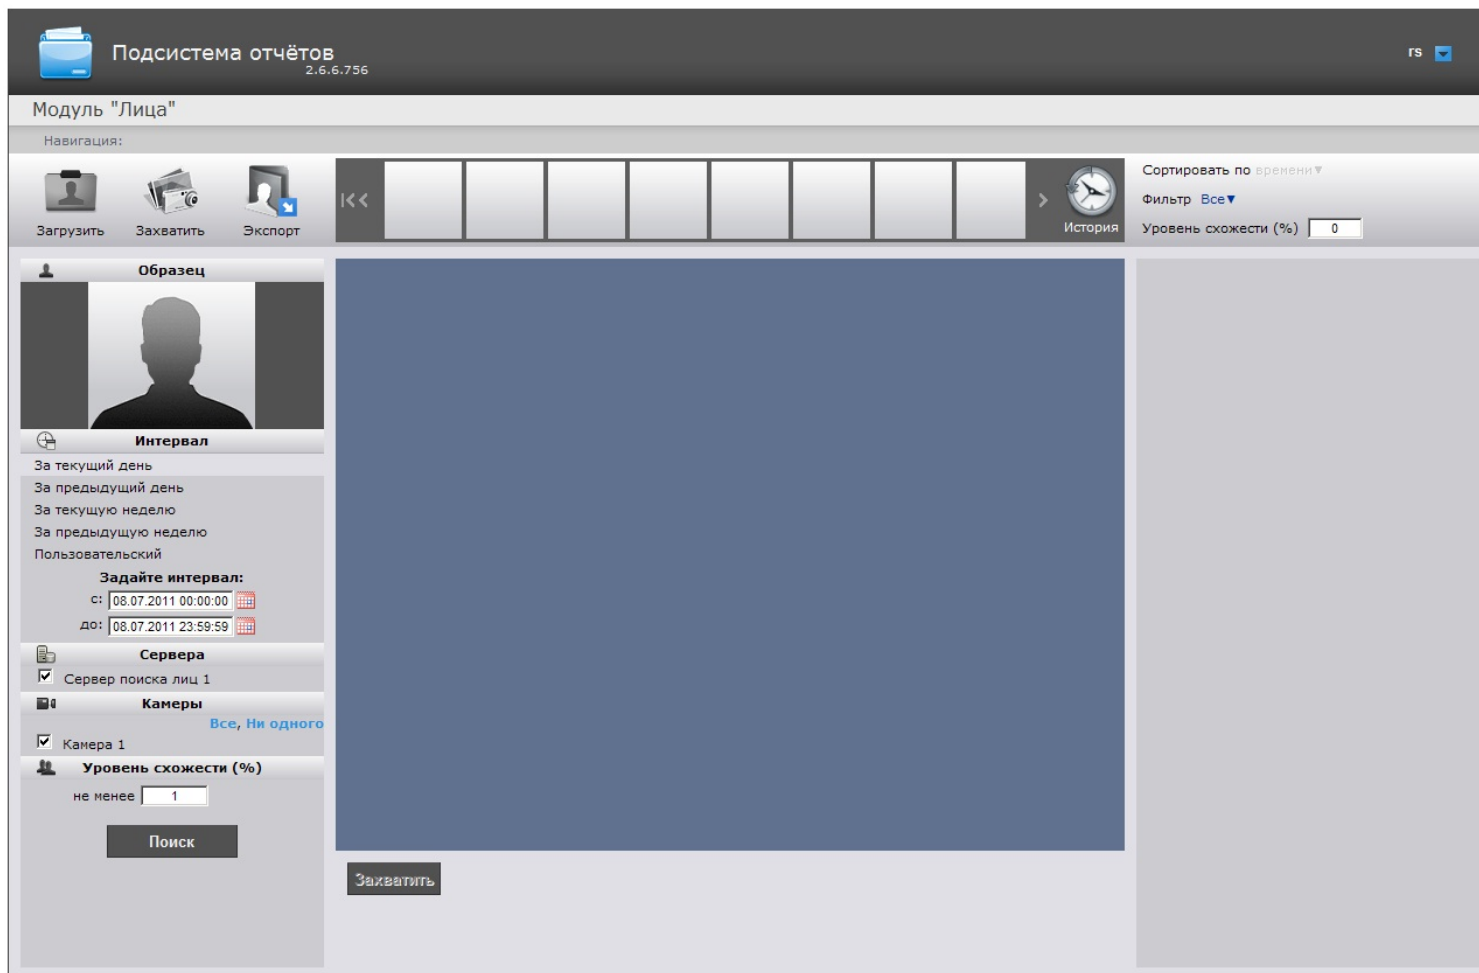 Подсистема отчётов
2.6.6.756
rs
Модуль "Лица"
Навигация:
Загрузить Захватить Экспорт
История
Сортировать по времени▼
Фильтр Все▼
Уровень схожести (%) 0
Образец
Интервал
За текущий день
За предыдущий день
За текущую неделю
За предыдущую неделю
Пользовательский
Задайте интервал:
с: 08.07.2011 00:00:00
до: 08.07.2011 23:59:59
Сервера
Сервер поиска лиц 1
Камеры
Все, Ни одного
Камера 1
Уровень схожести (%)
не менее 1
Поиск
Захватить